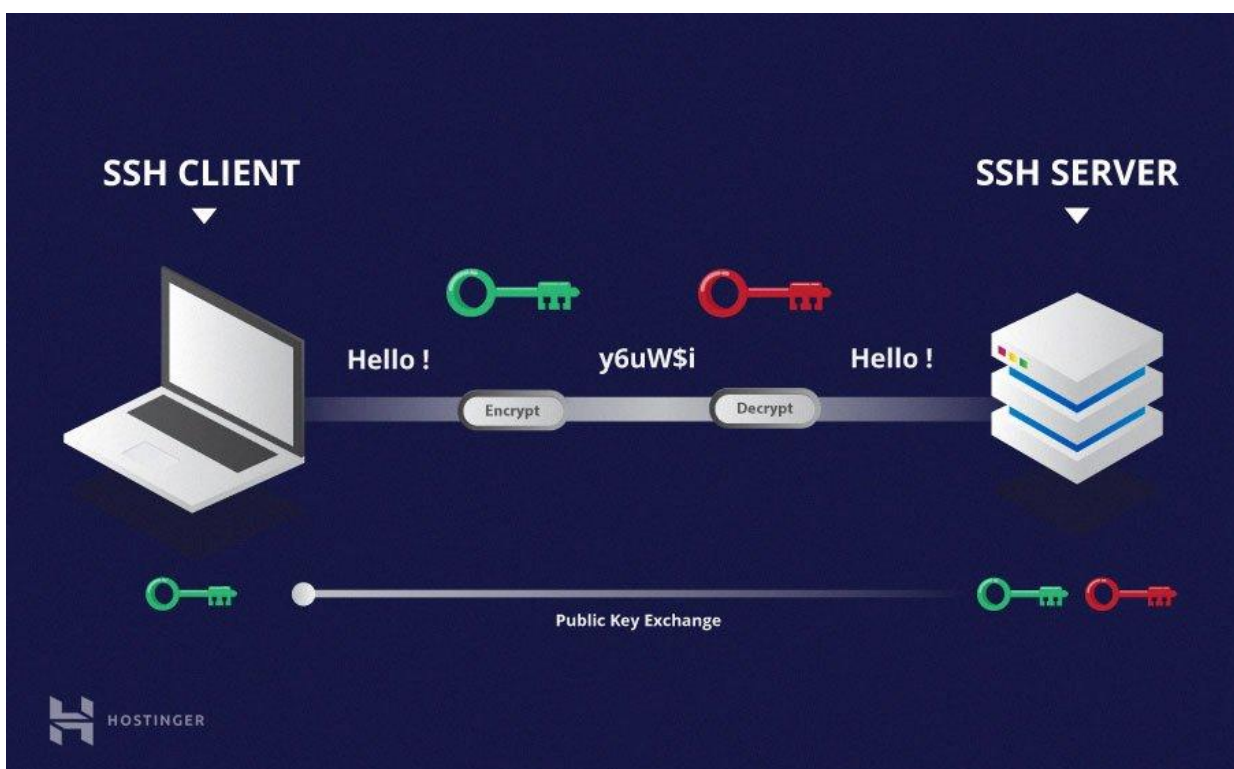 SSH CLIENT
SSH SERVER
Hello !
y6uW$i
Hello !
Encrypt
Decrypt
Public Key Exchange
HOSTINGER